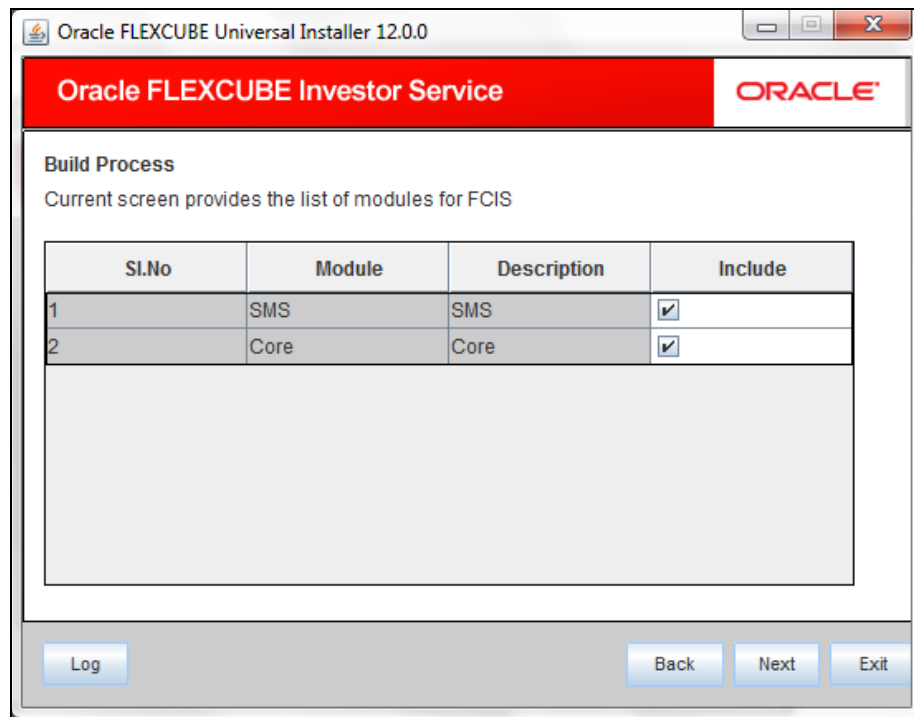 Oracle FLEXCUBE Universal Installer 12.0.0
Oracle FLEXCUBE Investor Service
ORACLE
Build Process
Current screen provides the list of modules for FCIS
Sl.No Module Description Include
1 SMS SMS
2 Core Core
Log Back Next Exit